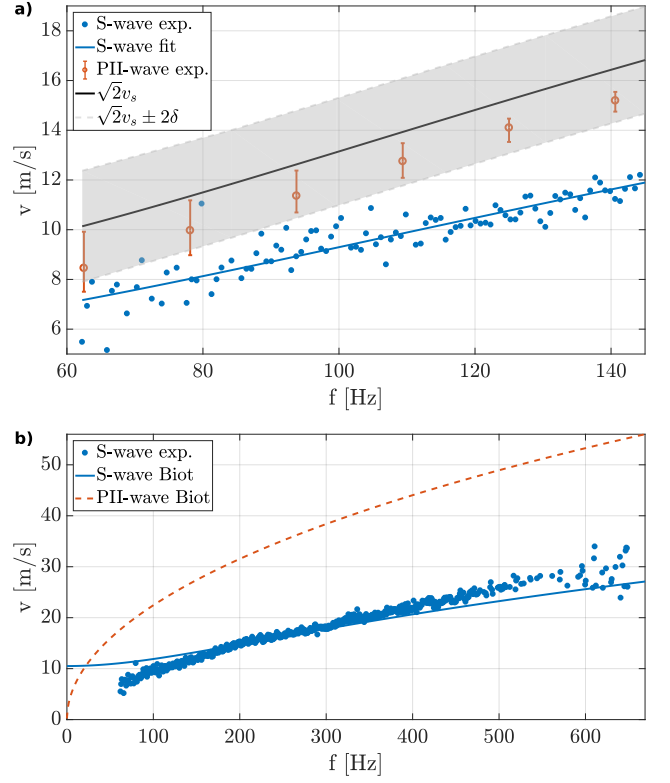 a)
18
16
14
12
10
8
6
v [m/s]
S-wave exp.
S-wave fit
PII-wave exp.
√2vₛ
√2vₛ ± 2δ
60 80 100 120 140
f [Hz]
b)
50
40
30
20
10
0
v [m/s]
S-wave exp.
S-wave Biot
PII-wave Biot
0 100 200 300 400 500 600
f [Hz]